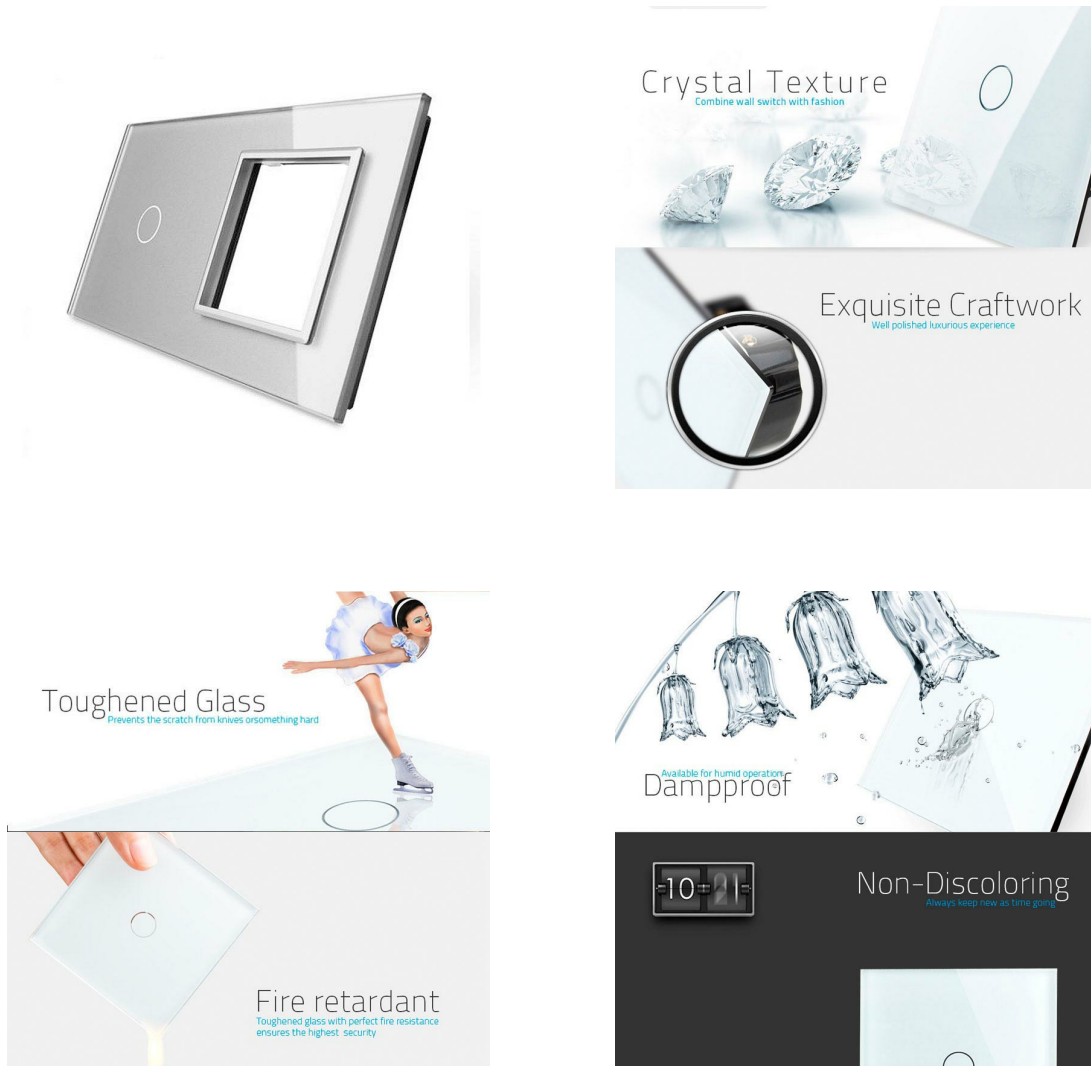 Crystal Texture
Combine wall switch with fashion
Exquisite Craftwork
Well polished luxurious experience
Toughened Glass
Prevents the scratch from knives orsomething hard
Available for humid operation
Dampproof
10 21
Non-Discoloring
Always keep new as time going
Fire retardant
Toughened glass with perfect fire resistance
ensures the highest security